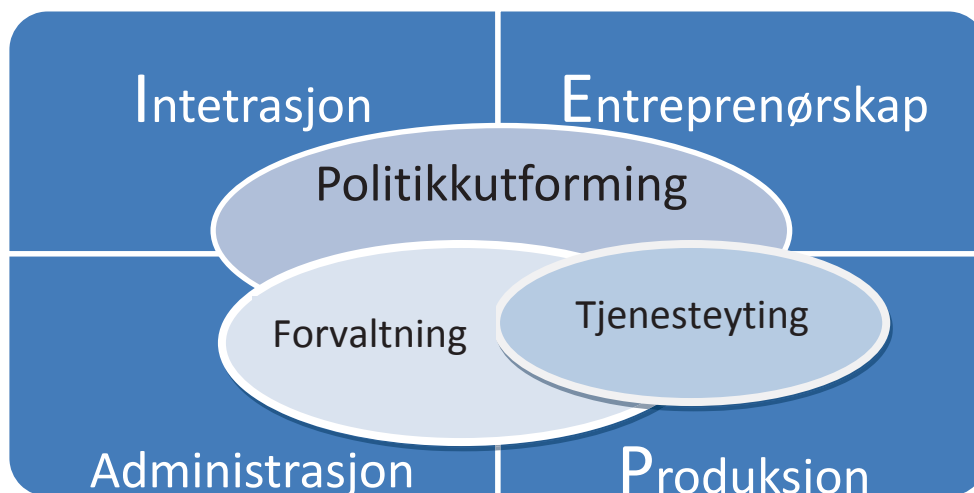 Intetrasjon
Entreprenørskap
Politikkutforming
Forvaltning
Tjenesteyting
Administrasjon
Produksjon